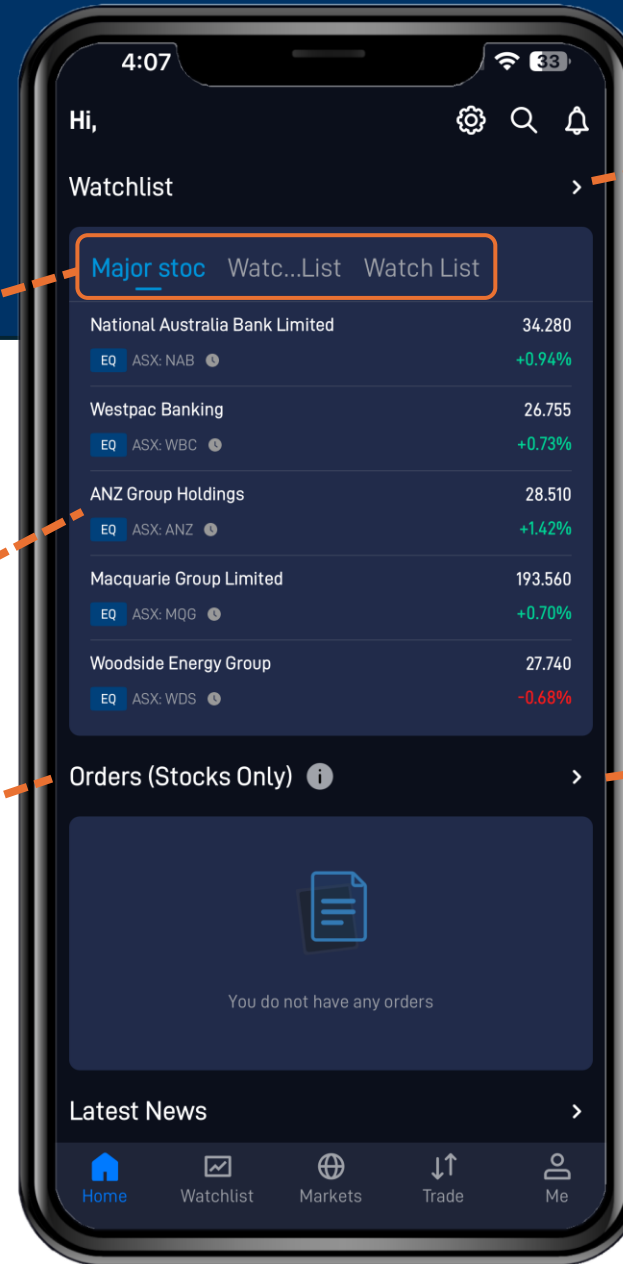 4:07
33
Hi,
Watchlist
Major stoc Watc...List Watch List
National Australia Bank Limited 34.280
EQ ASX: NAB +0.94%
Westpac Banking 26.755
EQ ASX: WBC +0.73%
ANZ Group Holdings 28.510
EQ ASX: ANZ +1.42%
Macquarie Group Limited 193.560
EQ ASX: MQG +0.70%
Woodside Energy Group 27.740
EQ ASX: WDS -0.68%
Orders (Stocks Only) i
You do not have any orders
Latest News
Home Watchlist Markets Trade Me